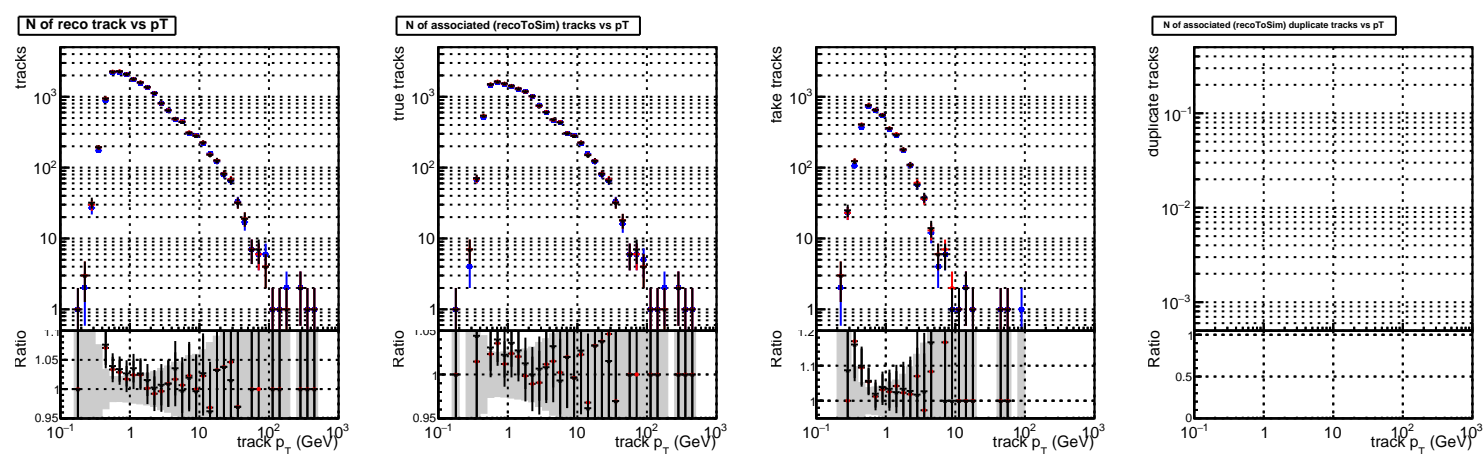 N of reco track vs pT
tracks
10³
10²
10
1
Ratio
1.1
1.05
1
0.95
10⁻¹ 1 10 10² 10³
track p_T (GeV)
N of associated (recoToSim) tracks vs pT
true tracks
10³
10²
10
1
Ratio
1.05
1
0.95
10⁻¹ 1 10 10² 10³
track p_T (GeV)
fake tracks
10³
10²
10
1
Ratio
1.2
1.1
1
10⁻¹ 1 10 10² 10³
track p_T (GeV)
N of associated (recoToSim) duplicate tracks vs pT
duplicate tracks
10⁻¹
10⁻²
10⁻³
Ratio
1
0.5
0
10⁻¹ 1 10 10² 10³
track p_T (GeV)